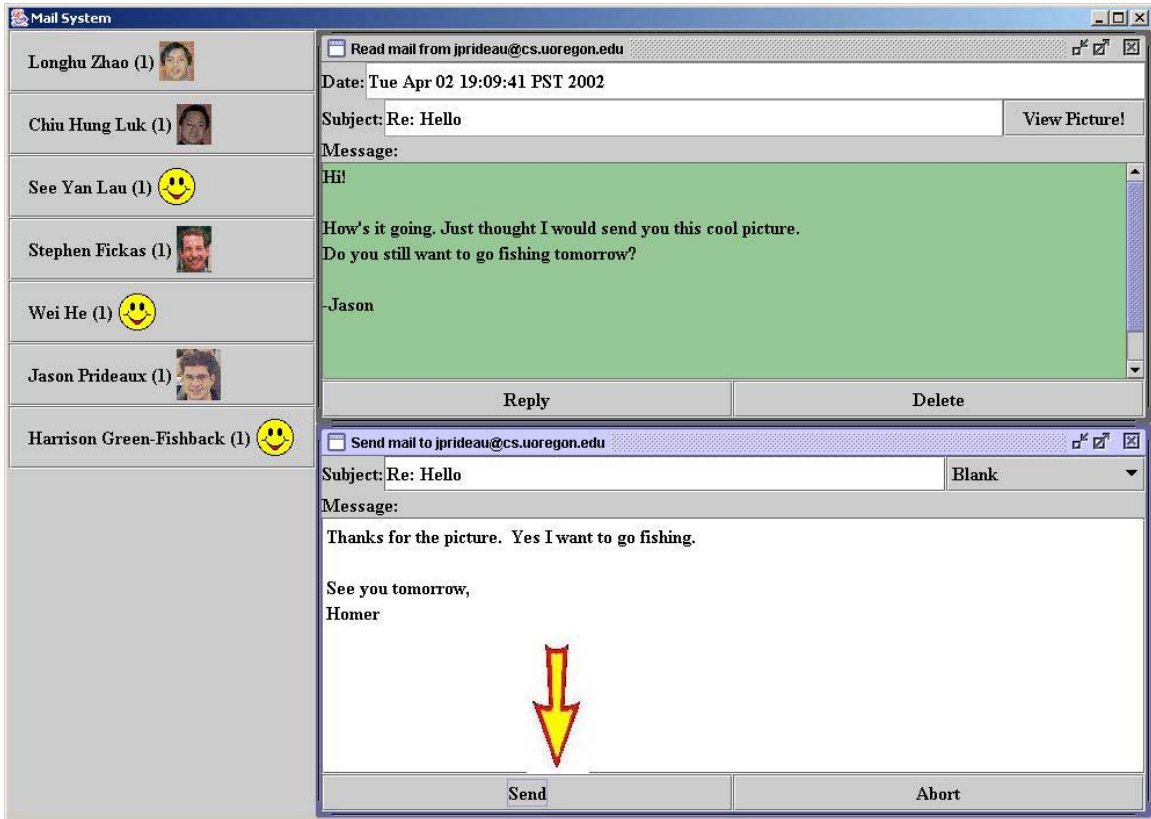 Mail System
Longhu Zhao (1)
Chiu Hung Luk (1)
See Yan Lau (1)
Stephen Fickas (1)
Wei He (1)
Jason Prideaux (1)
Harrison Green-Fishback (1)
Read mail from jprideau@cs.uoregon.edu
Date: Tue Apr 02 19:09:41 PST 2002
Subject: Re: Hello View Picture!
Message:
Hi!
How's it going. Just thought I would send you this cool picture.
Do you still want to go fishing tomorrow?
-Jason
Reply Delete
Send mail to jprideau@cs.uoregon.edu
Subject: Re: Hello Blank
Message:
Thanks for the picture.  Yes I want to go fishing.
See you tomorrow,
Homer
Send Abort